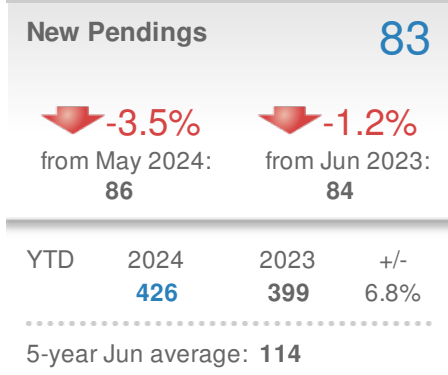 New Pendings 83
-3.5% -1.2%
from May 2024: from Jun 2023:
86 84
YTD 2024 2023 +/-
426 399 6.8%
5-year Jun average: 114